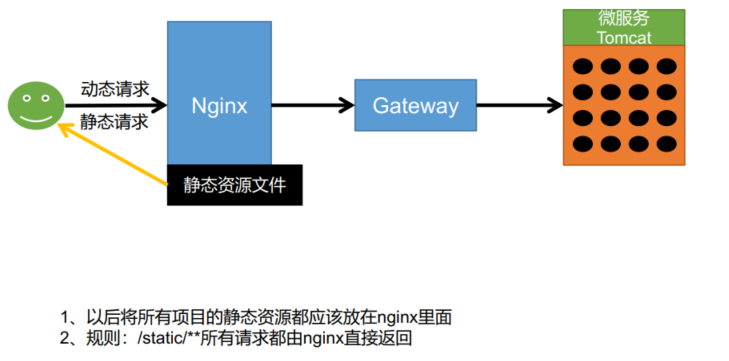 微服务
Tomcat
动态请求
静态请求
Nginx
Gateway
静态资源文件
1、以后将所有项目的静态资源都应该放在nginx里面
2、规则：/static/**所有请求都由nginx直接返回